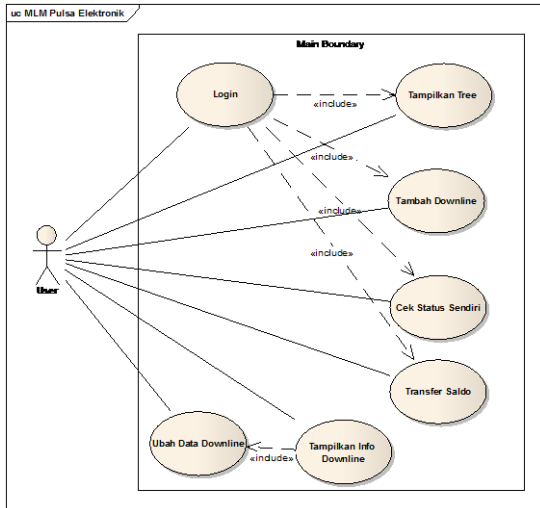 uc MLM Pulsa Elektronik
Main Boundary
Login
Tampilkan Tree
«include»
«include»
Tambah Downline
«include»
«include»
User
Cek Status Sendiri
Transfer Saldo
Ubah Data Downline
Tampilkan Info
Downline
«include»